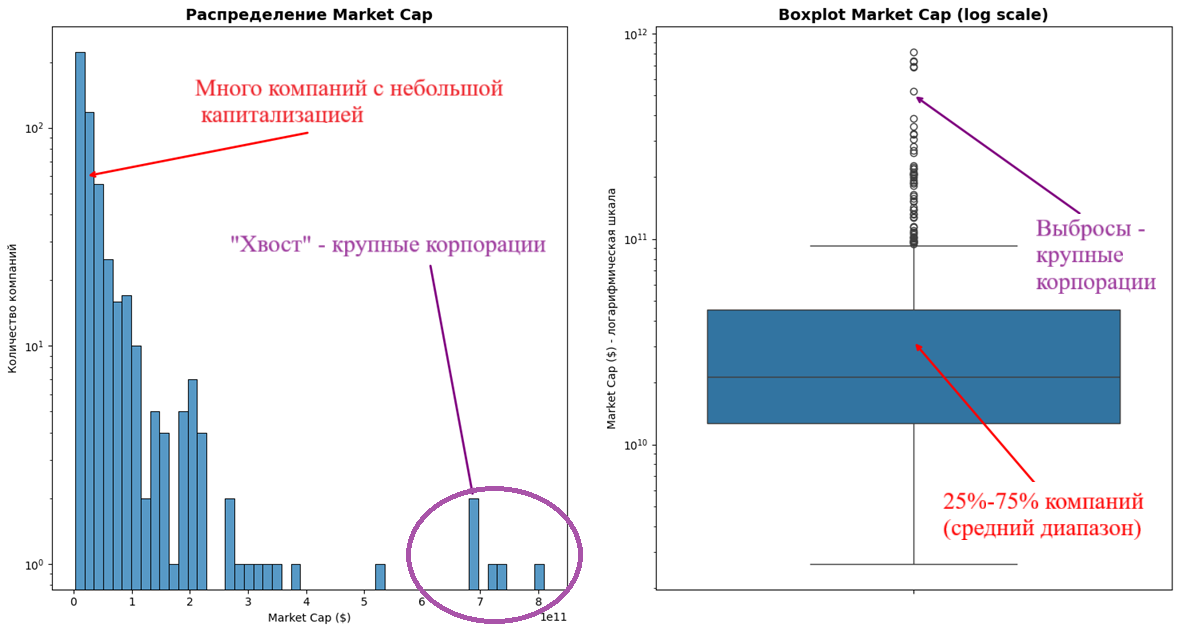 Распределение Market Cap
Количество компаний
10²
10¹
10⁰
Много компаний с небольшой
капитализацией
"Хвост" - крупные корпорации
0 1 2 3 4 5 6 7 8
1e11
Market Cap ($)
Boxplot Market Cap (log scale)
Market Cap ($) - логарифмическая шкала
10¹²
10¹¹
10¹⁰
Выбросы -
крупные
корпорации
25%-75% компаний
(средний диапазон)